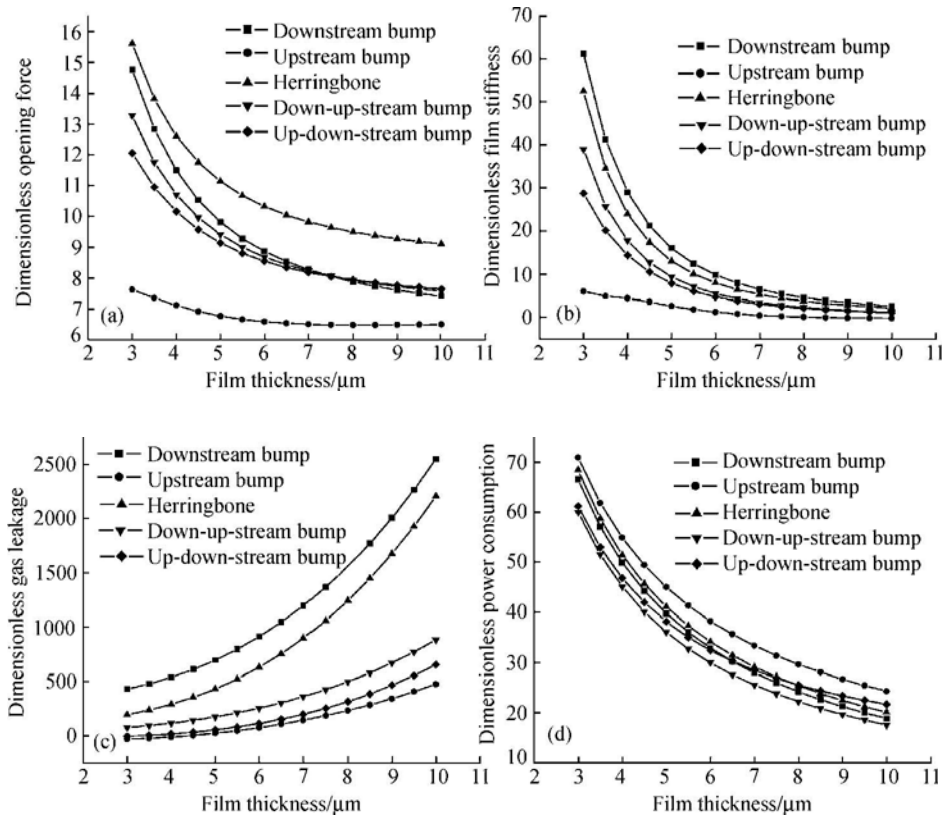 16
15
14
13
12
11
10
9
8
7
6
Dimensionless opening force
Downstream bump
Upstream bump
Herringbone
Down-up-stream bump
Up-down-stream bump
(a)
2 3 4 5 6 7 8 9 10 11
Film thickness/μm
60
50
40
30
20
10
0
Dimensionless film stiffness
Downstream bump
Upstream bump
Herringbone
Down-up-stream bump
Up-down-stream bump
(b)
2 3 4 5 6 7 8 9 10 11
Film thickness/μm
2500
2000
1500
1000
500
0
Dimensionless gas leakage
Downstream bump
Upstream bump
Herringbone
Down-up-stream bump
Up-down-stream bump
(c)
2 3 4 5 6 7 8 9 10 11
Film thickness/μm
70
60
50
40
30
20
10
Dimensionless power consumption
Downstream bump
Upstream bump
Herringbone
Down-up-stream bump
Up-down-stream bump
(d)
2 3 4 5 6 7 8 9 10 11
Film thickness/μm